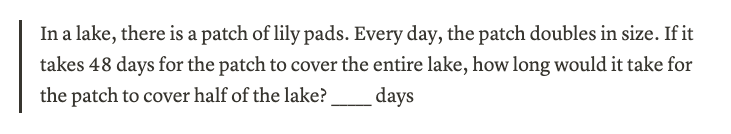 In a lake, there is a patch of lily pads. Every day, the patch doubles in size. If it
takes 48 days for the patch to cover the entire lake, how long would it take for
the patch to cover half of the lake? ____ days